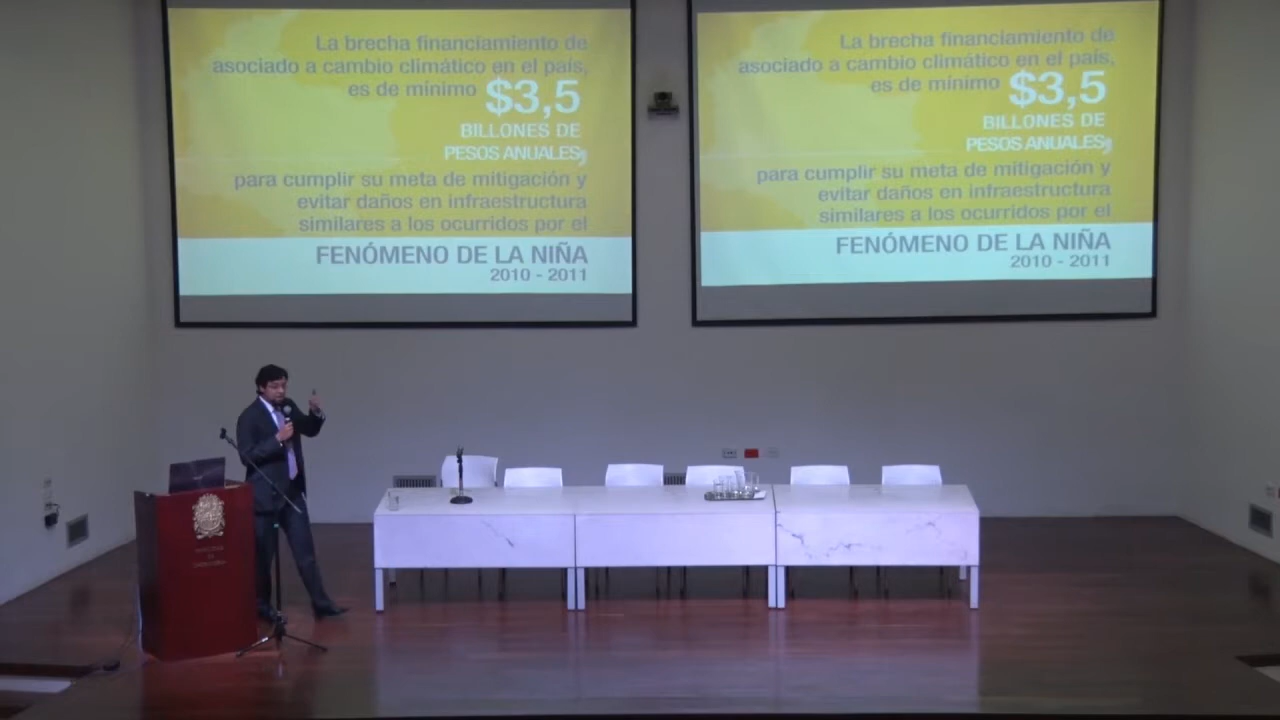 La brecha financiamiento de
asociado a cambio climático en el país,
es de mínimo $3,5
BILLONES DE
PESOS ANUALES,
para cumplir su meta de mitigación y
evitar daños en infraestructura
similares a los ocurridos por el
FENÓMENO DE LA NIÑA
2010 - 2011
La brecha financiamiento de
asociado a cambio climático en el país,
es de mínimo $3,5
BILLONES DE
PESOS ANUALES,
para cumplir su meta de mitigación y
evitar daños en infraestructura
similares a los ocurridos por el
FENÓMENO DE LA NIÑA
2010 - 2011